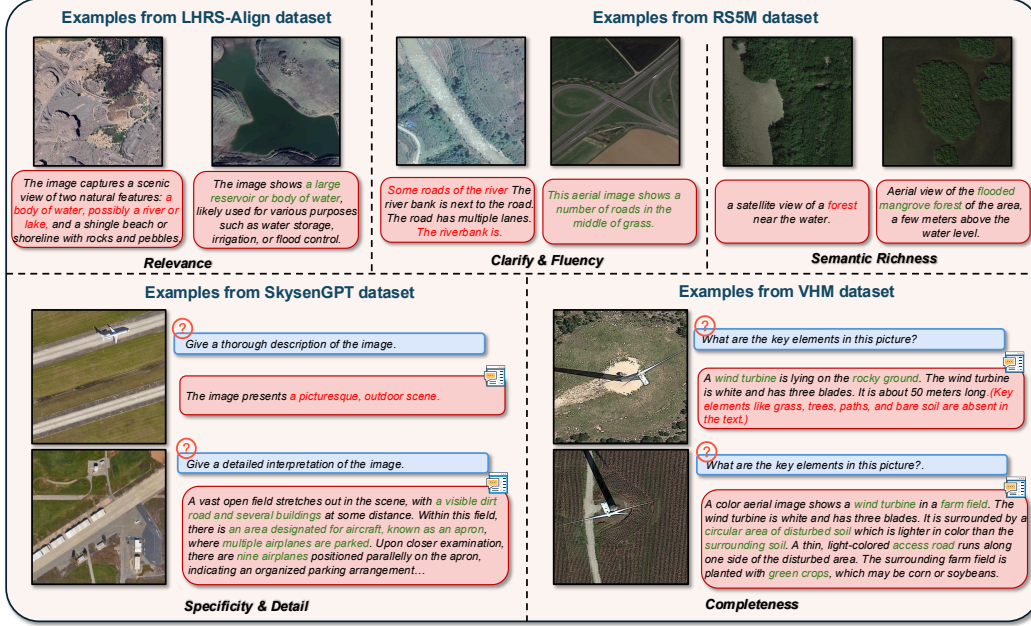 Examples from LHRS-Align dataset
The image captures a scenic
view of two natural features: a
body of water, possibly a river or
lake, and a shingle beach or
shoreline with rocks and pebbles.
The image shows a large
reservoir or body of water,
likely used for various purposes
such as water storage,
irrigation, or flood control.
Relevance
Examples from RS5M dataset
Some roads of the river The
river bank is next to the road.
The road has multiple lanes.
The riverbank is.
This aerial image shows a
number of roads in the
middle of grass.
Clarify & Fluency
a satellite view of a forest
near the water.
Aerial view of the flooded
mangrove forest of the area,
a few meters above the
water level.
Semantic Richness
Examples from SkysenGPT dataset
?
Give a thorough description of the image.
The image presents a picturesque, outdoor scene.
?
Give a detailed interpretation of the image.
A vast open field stretches out in the scene, with a visible dirt
road and several buildings at some distance. Within this field,
there is an area designated for aircraft, known as an apron,
where multiple airplanes are parked. Upon closer examination,
there are nine airplanes positioned parallelly on the apron,
indicating an organized parking arrangement…
Specificity & Detail
Examples from VHM dataset
?
What are the key elements in this picture?
A wind turbine is lying on the rocky ground. The wind turbine
is white and has three blades. It is about 50 meters long.(Key
elements like grass, trees, paths, and bare soil are absent in
the text.)
?
What are the key elements in this picture?.
A color aerial image shows a wind turbine in a farm field. The
wind turbine is white and has three blades. It is surrounded by a
circular area of disturbed soil which is lighter in color than the
surrounding soil. A thin, light-colored access road runs along
one side of the disturbed area. The surrounding farm field is
planted with green crops, which may be corn or soybeans.
Completeness